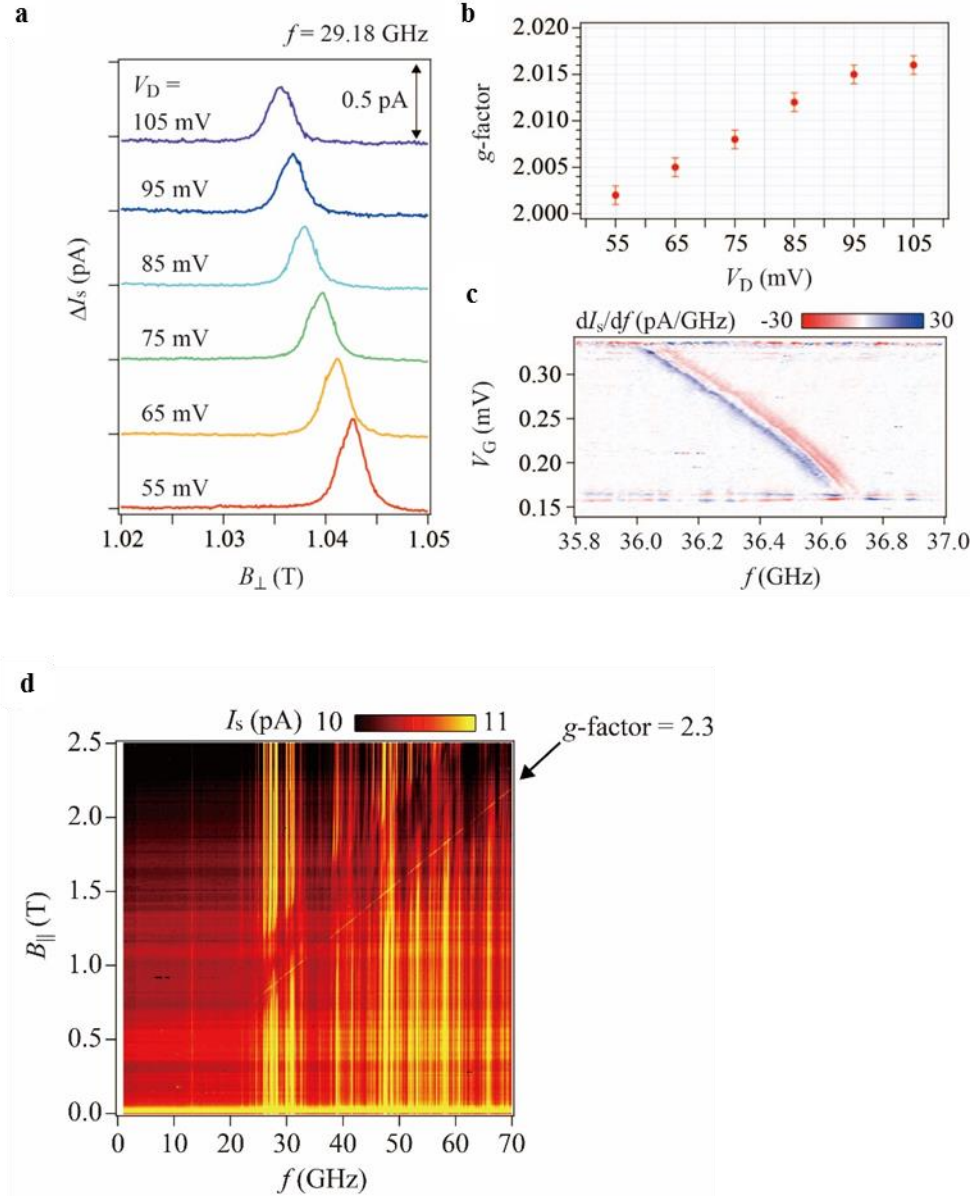 a
f = 29.18 GHz
V_D =
105 mV
0.5 pA
95 mV
85 mV
75 mV
65 mV
55 mV
ΔI_s (pA)
1.02 1.03 1.04 1.05
B_⊥ (T)
b
2.020
2.015
2.010
2.005
2.000
g-factor
55 65 75 85 95 105
V_D (mV)
c
dI_s/df (pA/GHz) -30 30
0.30
0.25
0.20
0.15
V_G (mV)
35.8 36.0 36.2 36.4 36.6 36.8 37.0
f (GHz)
d
I_s (pA) 10 11
g-factor = 2.3
2.5
2.0
1.5
1.0
0.5
0.0
B_|| (T)
0 10 20 30 40 50 60 70
f (GHz)